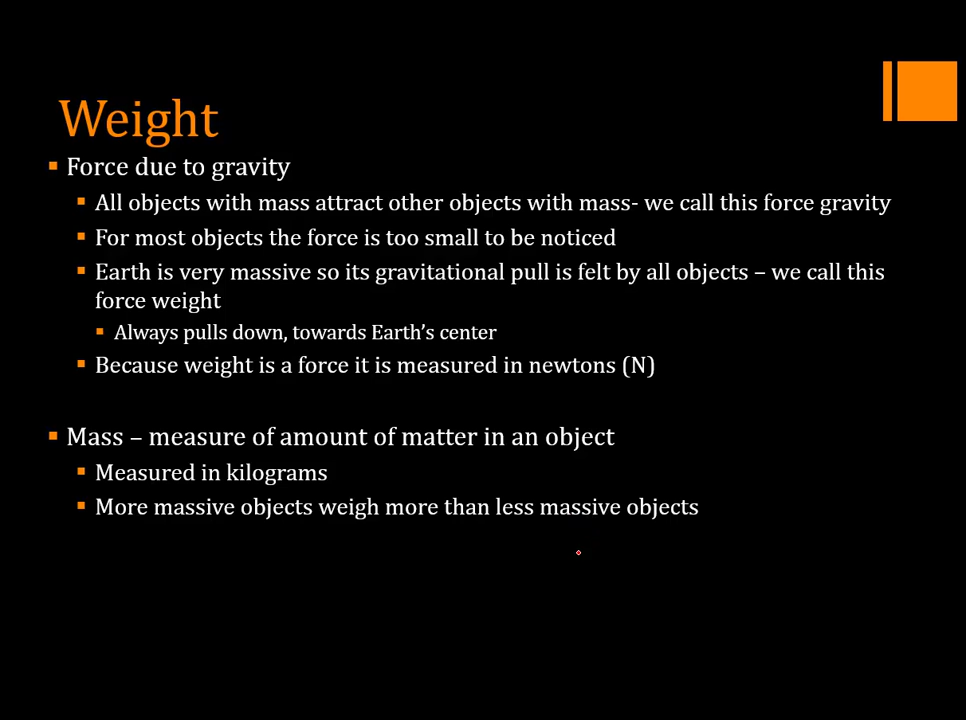 Weight
Force due to gravity
All objects with mass attract other objects with mass- we call this force gravity
For most objects the force is too small to be noticed
Earth is very massive so its gravitational pull is felt by all objects – we call this
force weight
Always pulls down, towards Earth’s center
Because weight is a force it is measured in newtons (N)
Mass – measure of amount of matter in an object
Measured in kilograms
More massive objects weigh more than less massive objects